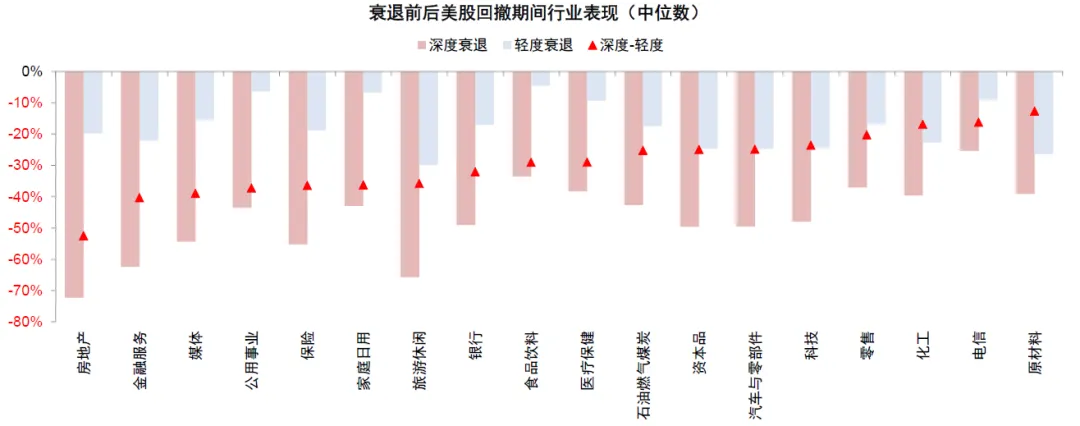 衰退前后美股回撤期间行业表现（中位数）
深度衰退 轻度衰退 深度-轻度
0%
-10%
-20%
-30%
-40%
-50%
-60%
-70%
-80%
房地产
金融服务
媒体
公用事业
保险
家庭日用
旅游休闲
银行
食品饮料
医疗保健
石油燃气煤炭
资本品
汽车与零部件
科技
零售
化工
电信
原材料